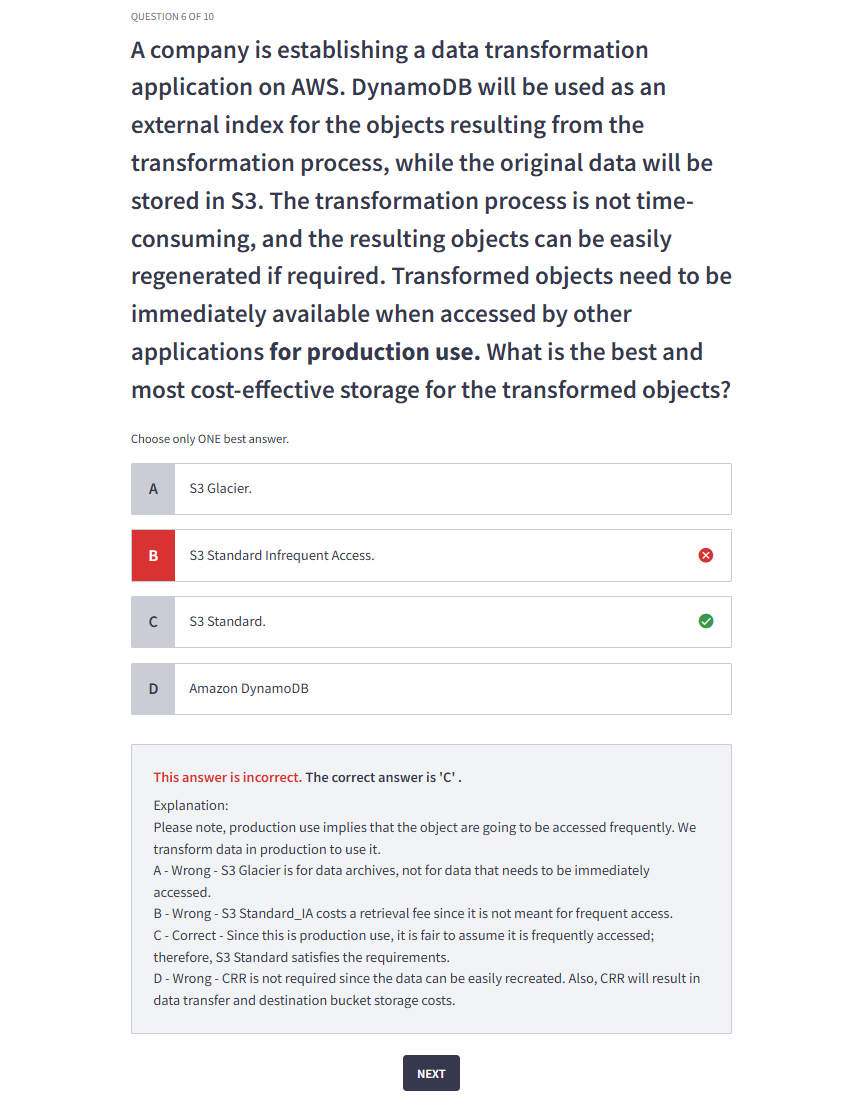 QUESTION 6 OF 10
A company is establishing a data transformation
application on AWS. DynamoDB will be used as an
external index for the objects resulting from the
transformation process, while the original data will be
stored in S3. The transformation process is not time-
consuming, and the resulting objects can be easily
regenerated if required. Transformed objects need to be
immediately available when accessed by other
applications for production use. What is the best and
most cost-effective storage for the transformed objects?
Choose only ONE best answer.
A S3 Glacier.
B S3 Standard Infrequent Access.
C S3 Standard.
D Amazon DynamoDB
This answer is incorrect. The correct answer is 'C' .
Explanation:
Please note, production use implies that the object are going to be accessed frequently. We
transform data in production to use it.
A - Wrong - S3 Glacier is for data archives, not for data that needs to be immediately
accessed.
B - Wrong - S3 Standard_IA costs a retrieval fee since it is not meant for frequent access.
C - Correct - Since this is production use, it is fair to assume it is frequently accessed;
therefore, S3 Standard satisfies the requirements.
D - Wrong - CRR is not required since the data can be easily recreated. Also, CRR will result in
data transfer and destination bucket storage costs.
NEXT